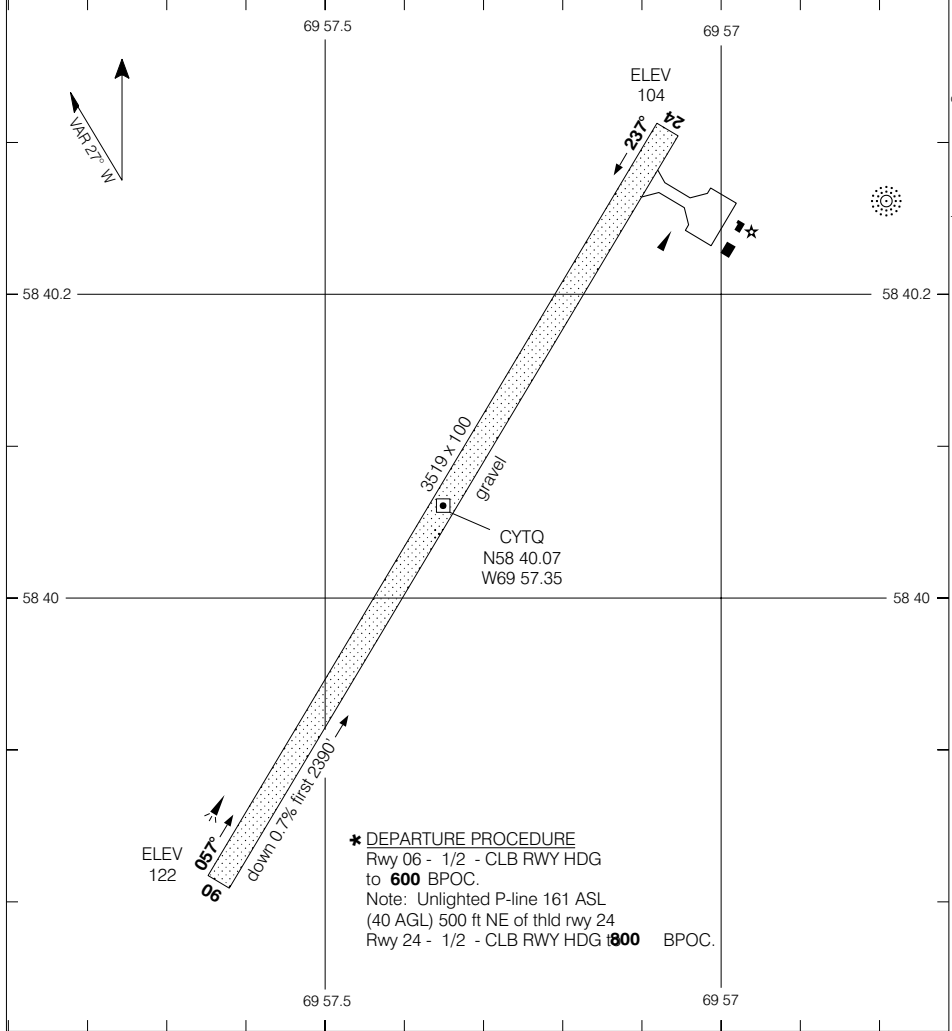 69 57.5
69 57
ELEV
104
24
237°
VAR 27° W
58 40.2
58 40.2
3519 x 100
gravel
CYTQ
N58 40.07
W69 57.35
58 40
58 40
down 0.7% first 2390'
057°
ELEV
122
06
* DEPARTURE PROCEDURE
Rwy 06 - 1/2 - CLB RWY HDG
to 600 BPOC.
Note: Unlighted P-line 161 ASL
(40 AGL) 500 ft NE of thld rwy 24
Rwy 24 - 1/2 - CLB RWY HDG 800 BPOC.
69 57.5
69 57